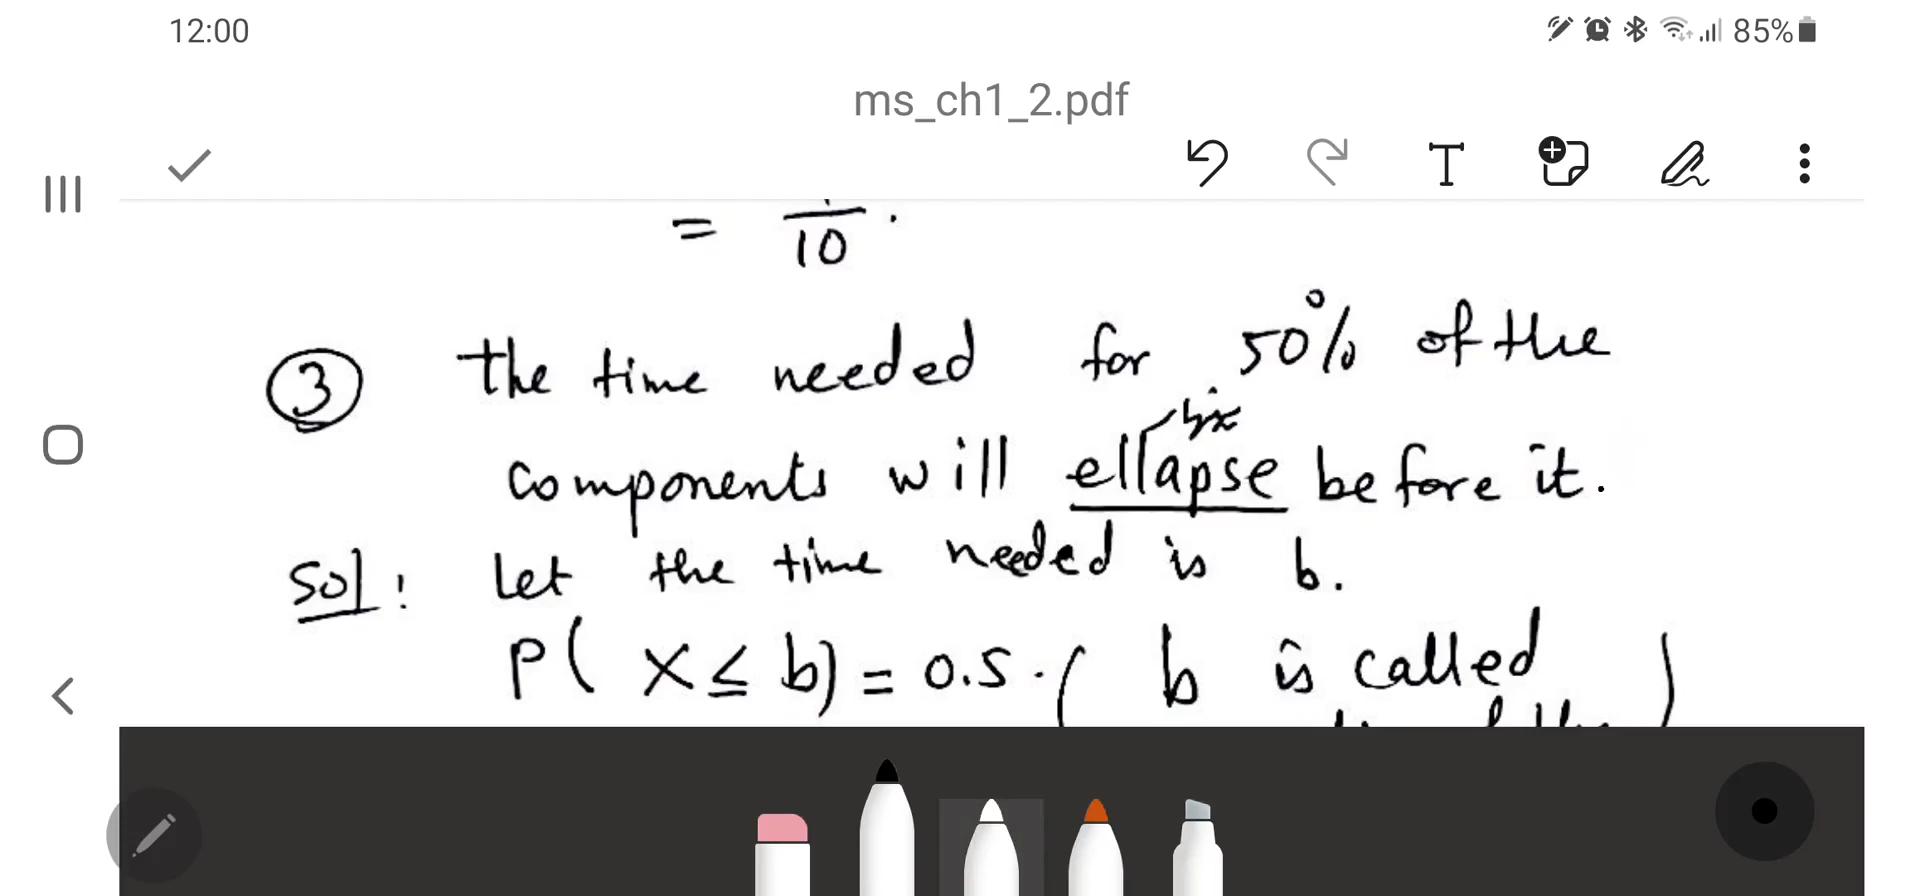 12:00 85%
ms_ch1_2.pdf
T
= 10 .
③ the time needed for 50% of the
components will ellapse before it.
Sol: Let the time needed is b.
P( X ≤ b) = 0.5 . ( b is called )